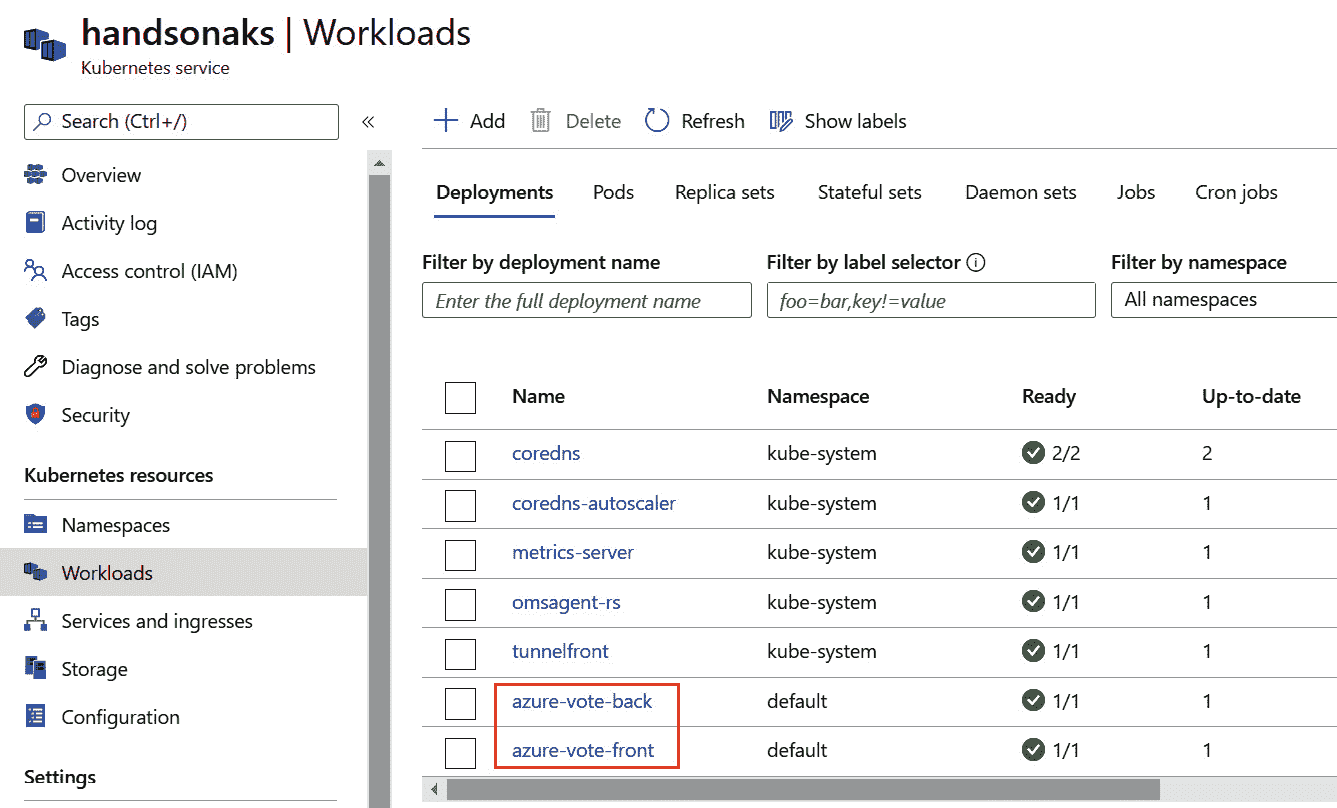 handsonaks | Workloads
Kubernetes service
Search (Ctrl+/)
«
Overview
Activity log
Access control (IAM)
Tags
Diagnose and solve problems
Security
Kubernetes resources
Namespaces
Workloads
Services and ingresses
Storage
Configuration
Settings
Add Delete Refresh Show labels
Deployments Pods Replica sets Stateful sets Daemon sets Jobs Cron jobs
Filter by deployment name Filter by label selector Filter by namespace
Enter the full deployment name foo=bar,key!=value All namespaces
Name Namespace Ready Up-to-date
coredns kube-system 2/2 2
coredns-autoscaler kube-system 1/1 1
metrics-server kube-system 1/1 1
omsagent-rs kube-system 1/1 1
tunnelfront kube-system 1/1 1
azure-vote-back default 1/1 1
azure-vote-front default 1/1 1